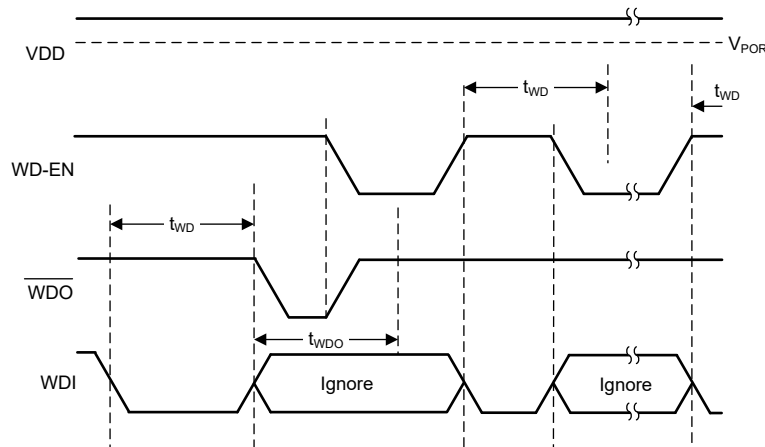 VDD
VPOR
tWD
tWD
WD-EN
tWD
WDO
tWDO
WDI
Ignore
Ignore